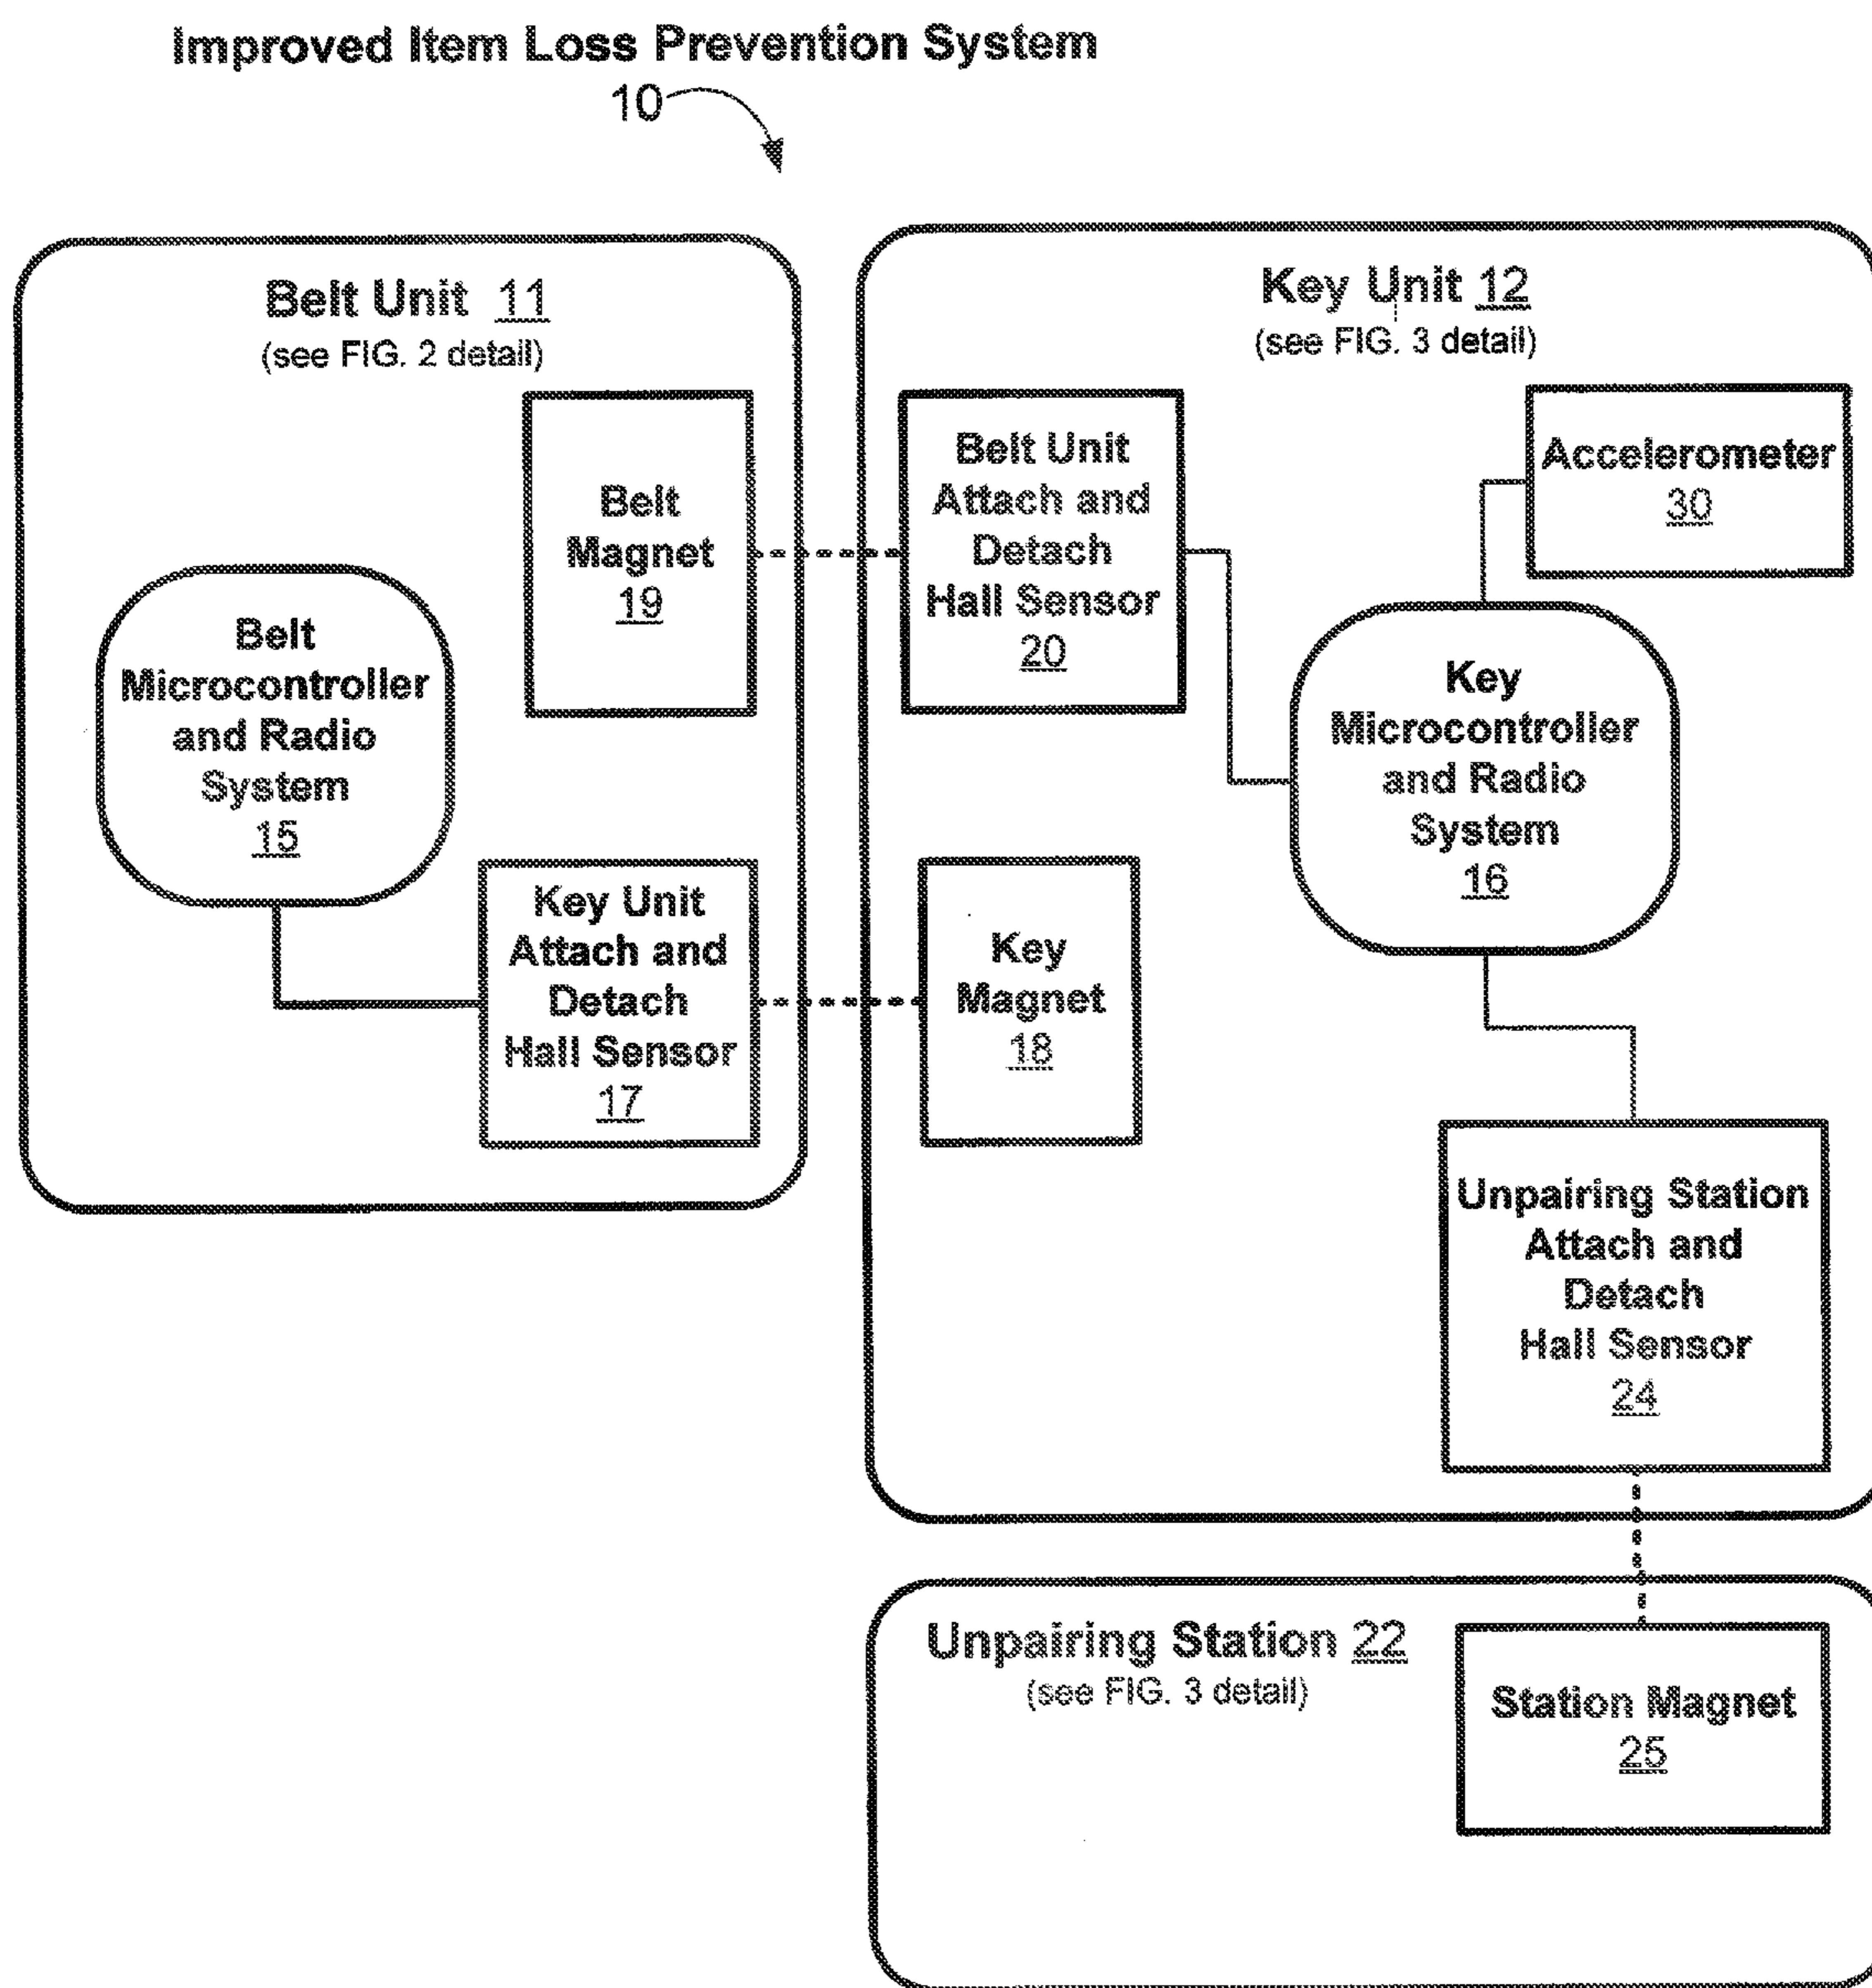 Improved Item Loss Prevention System
10
Belt Unit 11
(see FIG. 2 detail)
Belt
Magnet
19
Belt
Microcontroller
and Radio
System
15
Key Unit
Attach and
Detach
Hall Sensor
17
Key Unit 12
(see FIG. 3 detail)
Belt Unit
Attach and
Detach
Hall Sensor
20
Accelerometer
30
Key
Microcontroller
and Radio
System
16
Key
Magnet
18
Unpairing Station
Attach and
Detach
Hall Sensor
24
Unpairing Station 22
(see FIG. 3 detail)
Station Magnet
25